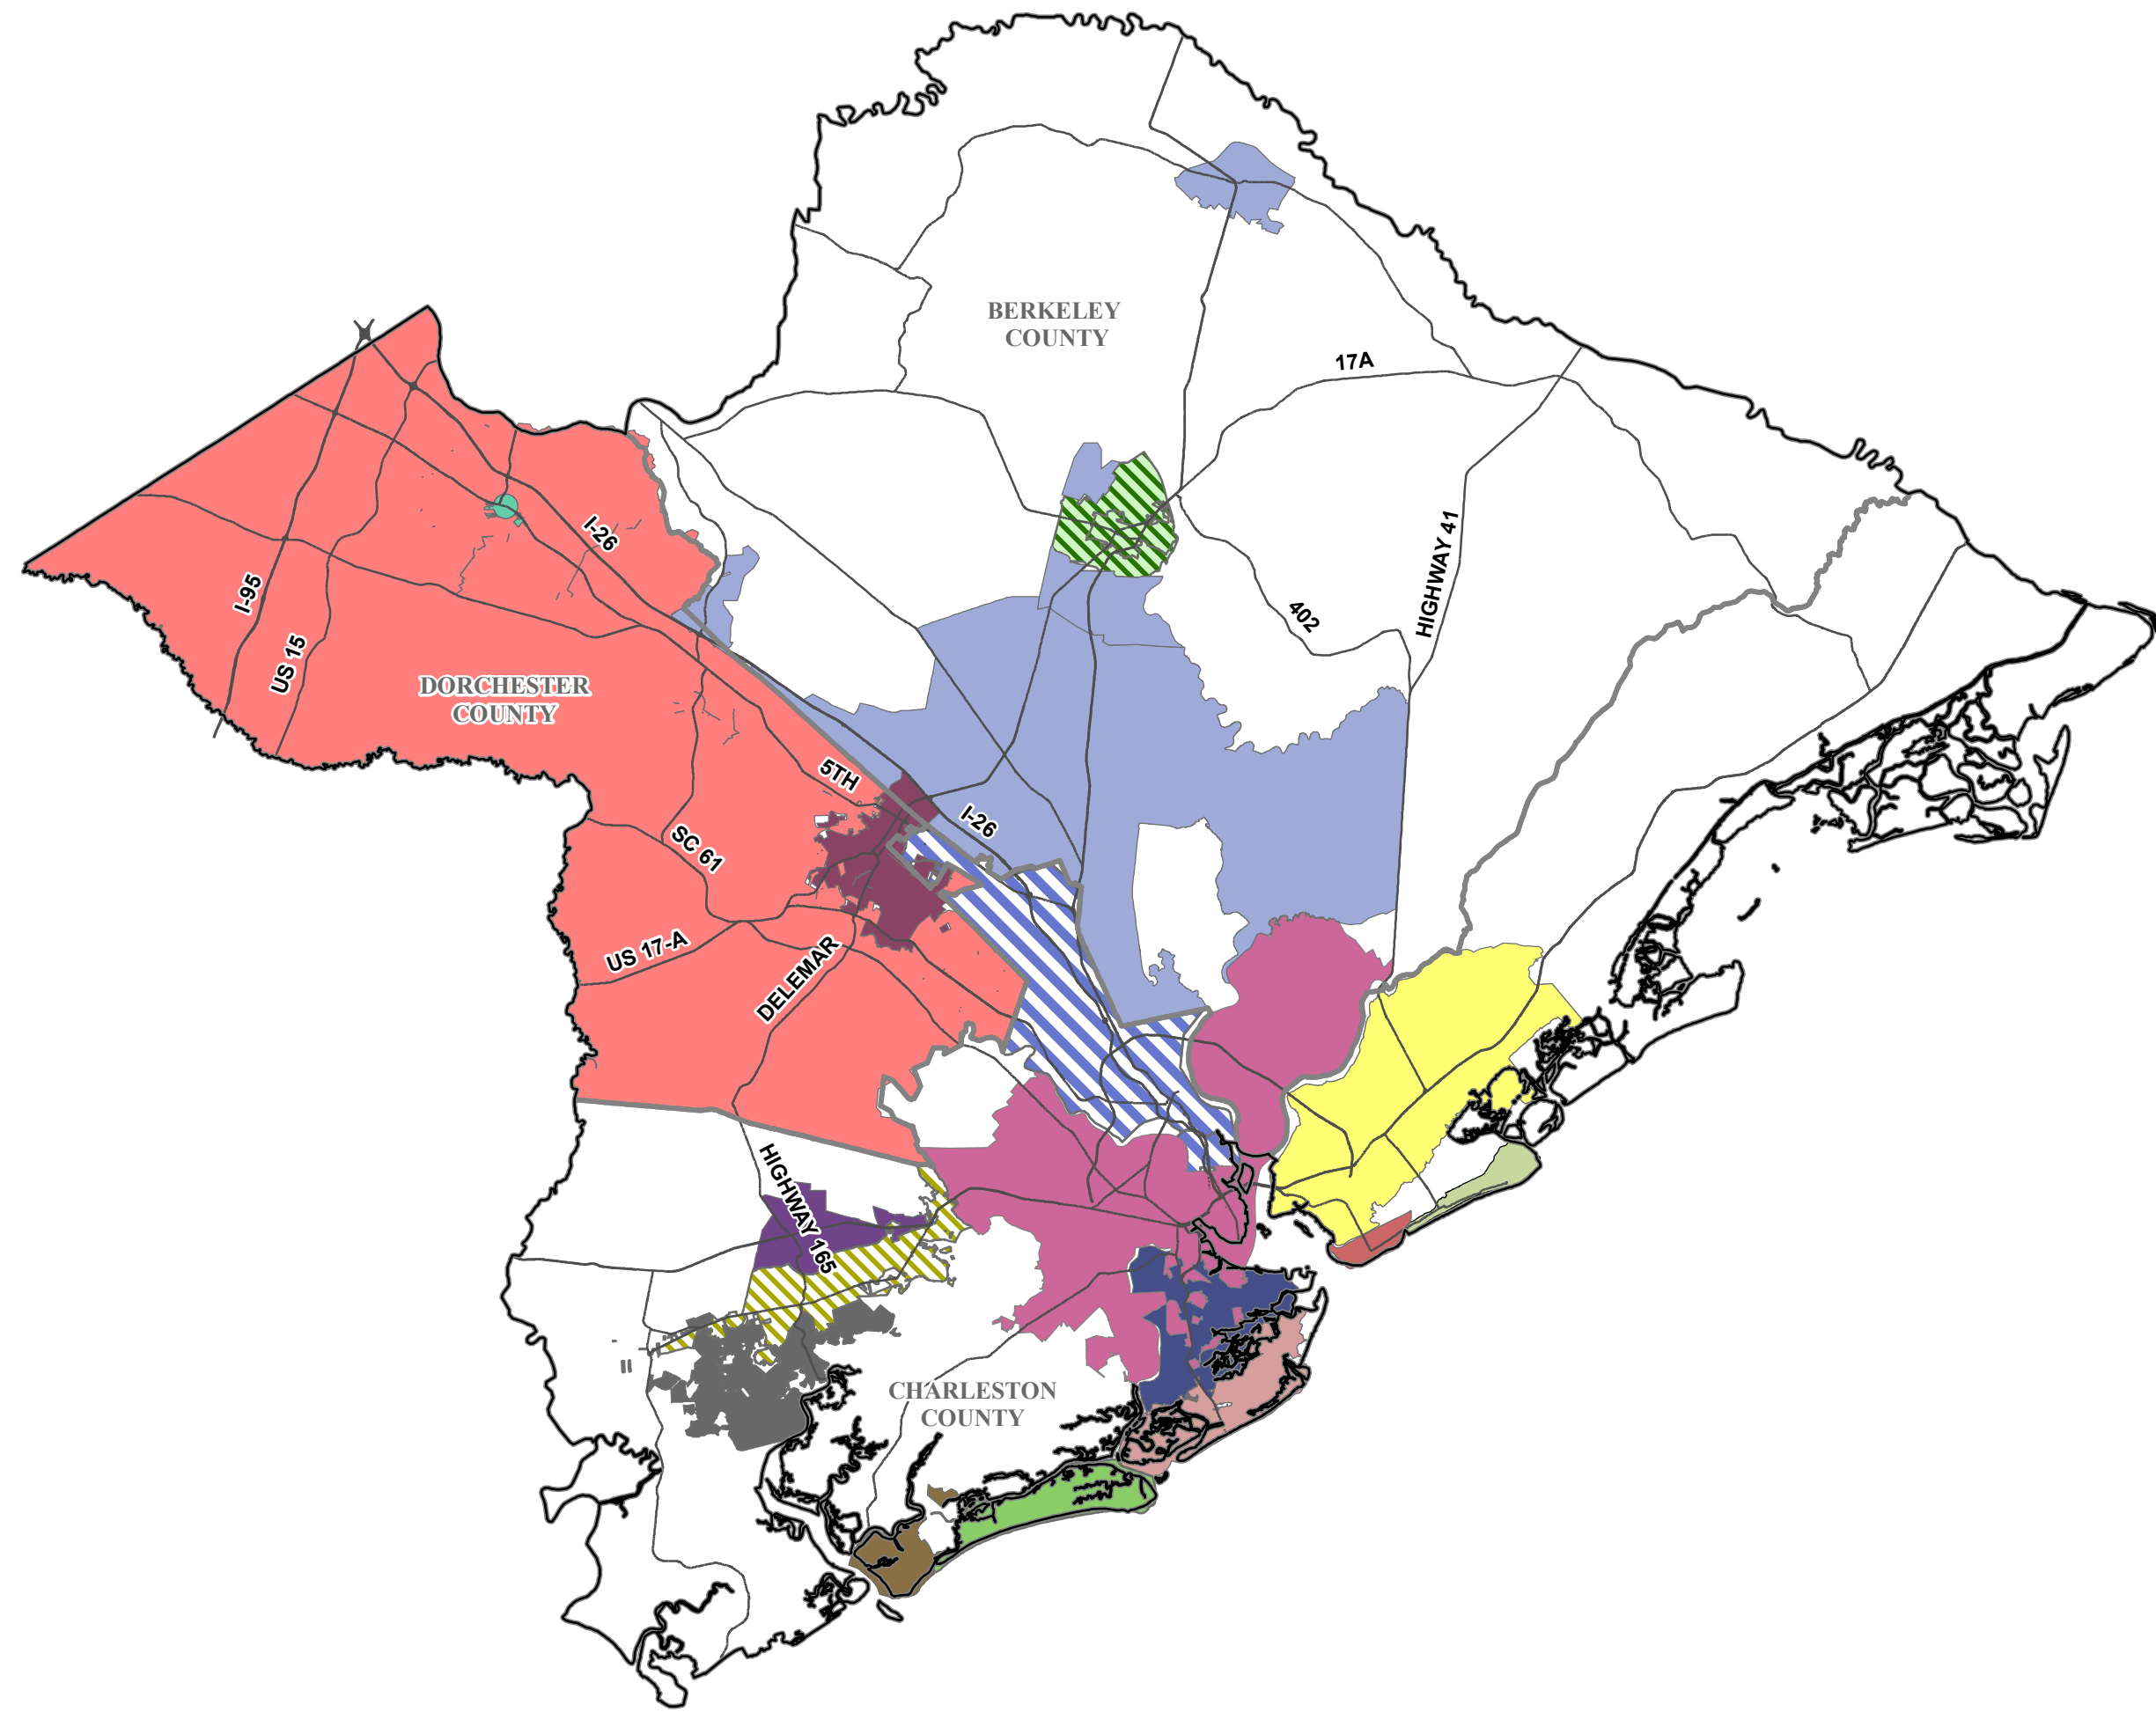 BERKELEY
COUNTY
17A
I-26
HIGHWAY 41
I-95
402
US 15
DORCHESTER
COUNTY
5TH
I-26
SC 61
US 17-A
DELEMAR
HIGHWAY 165
CHARLESTON
COUNTY